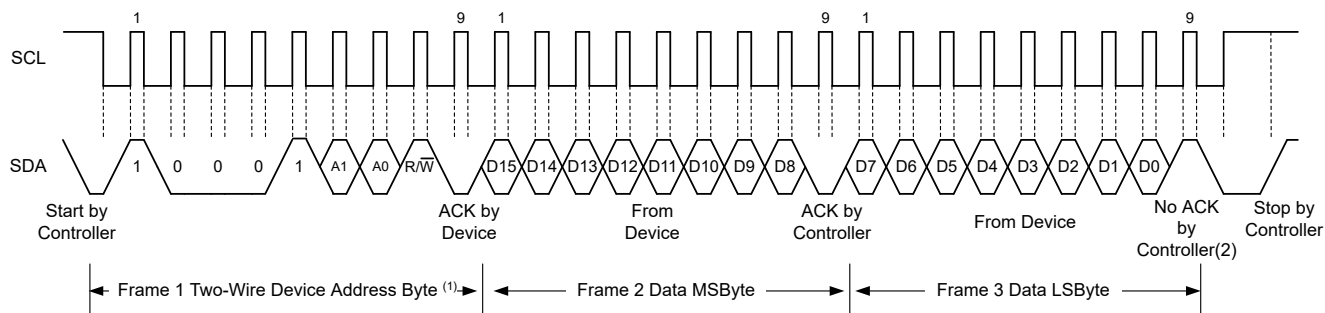 1 9 1 9 1 9
SCL
SDA 1 0 0 0 1 A1 A0 R/W̅ D15 D14 D13 D12 D11 D10 D9 D8 D7 D6 D5 D4 D3 D2 D1 D0
Start by
Controller
ACK by
Device
From
Device
ACK by
Controller
From Device
No ACK
by
Controller(2)
Stop by
Controller
Frame 1 Two-Wire Device Address Byte (1)
Frame 2 Data MSByte
Frame 3 Data LSByte